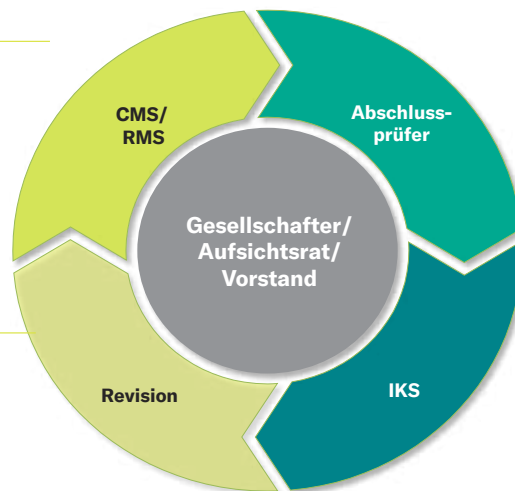 CMS/
RMS
Abschluss-
prüfer
Gesellschafter/
Aufsichtsrat/
Vorstand
Revision
IKS